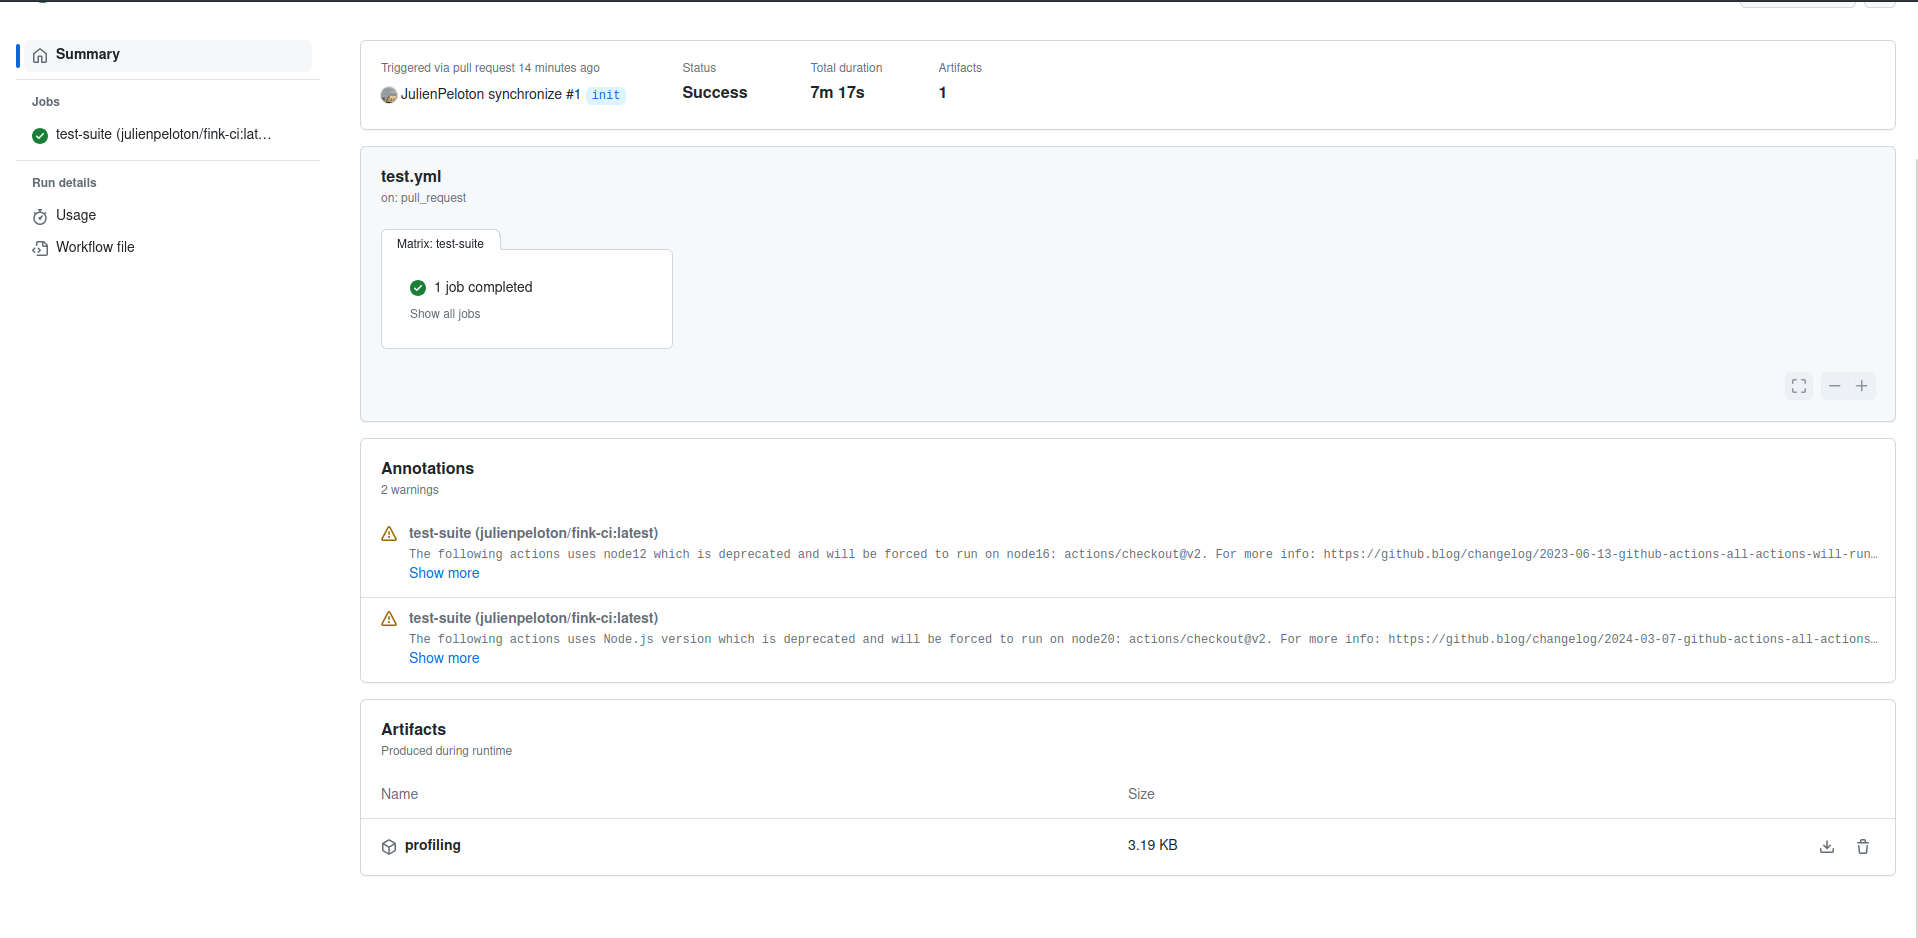 Summary
Jobs
test-suite (julienpeloton/fink-ci:lat…
Run details
Usage
Workflow file
Triggered via pull request 14 minutes ago
JulienPeloton synchronize #1 init
Status
Success
Total duration
7m 17s
Artifacts
1
test.yml
on: pull_request
Matrix: test-suite
1 job completed
Show all jobs
Annotations
2 warnings
test-suite (julienpeloton/fink-ci:latest)
The following actions uses node12 which is deprecated and will be forced to run on node16: actions/checkout@v2. For more info: https://github.blog/changelog/2023-06-13-github-actions-all-actions-will-run…
Show more
test-suite (julienpeloton/fink-ci:latest)
The following actions uses Node.js version which is deprecated and will be forced to run on node20: actions/checkout@v2. For more info: https://github.blog/changelog/2024-03-07-github-actions-all-actions…
Show more
Artifacts
Produced during runtime
Name Size
profiling 3.19 KB